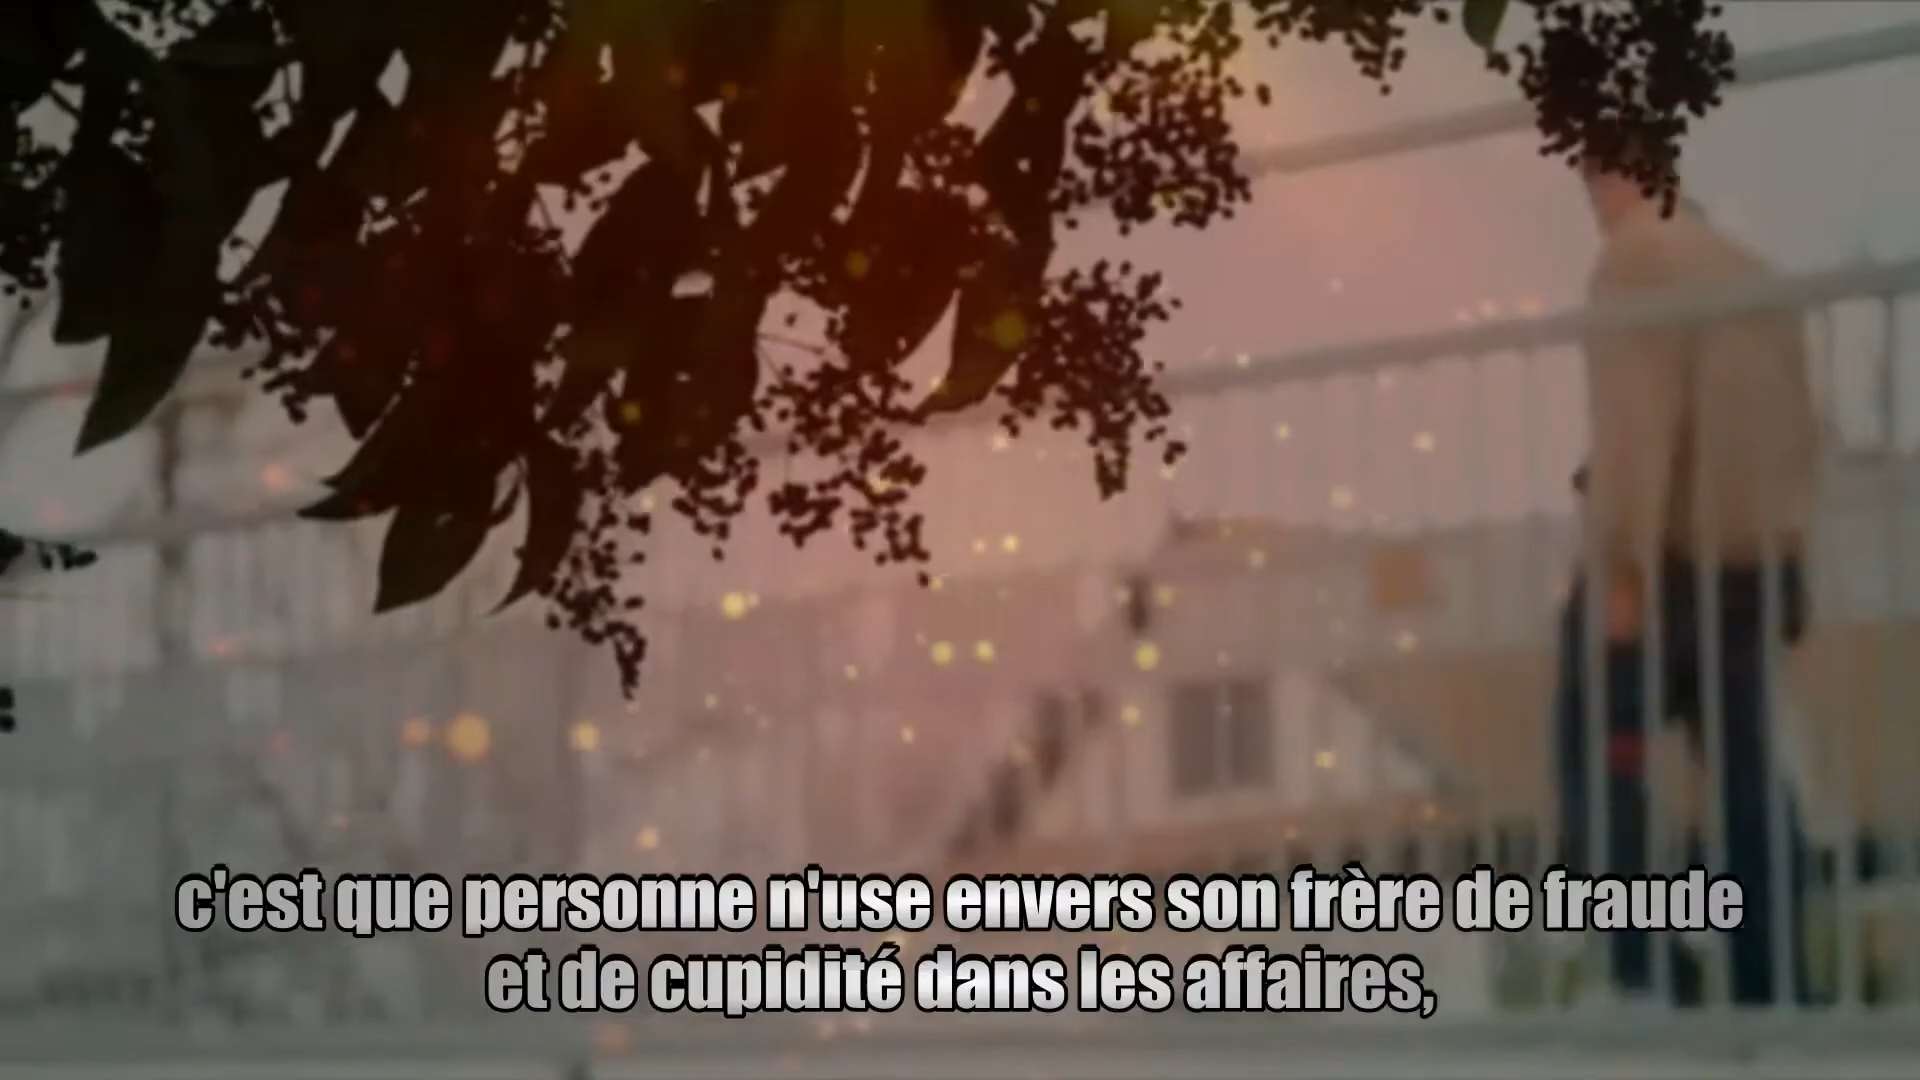 c'est que personne n'use envers son frère de fraude
et de cupidité dans les affaires,